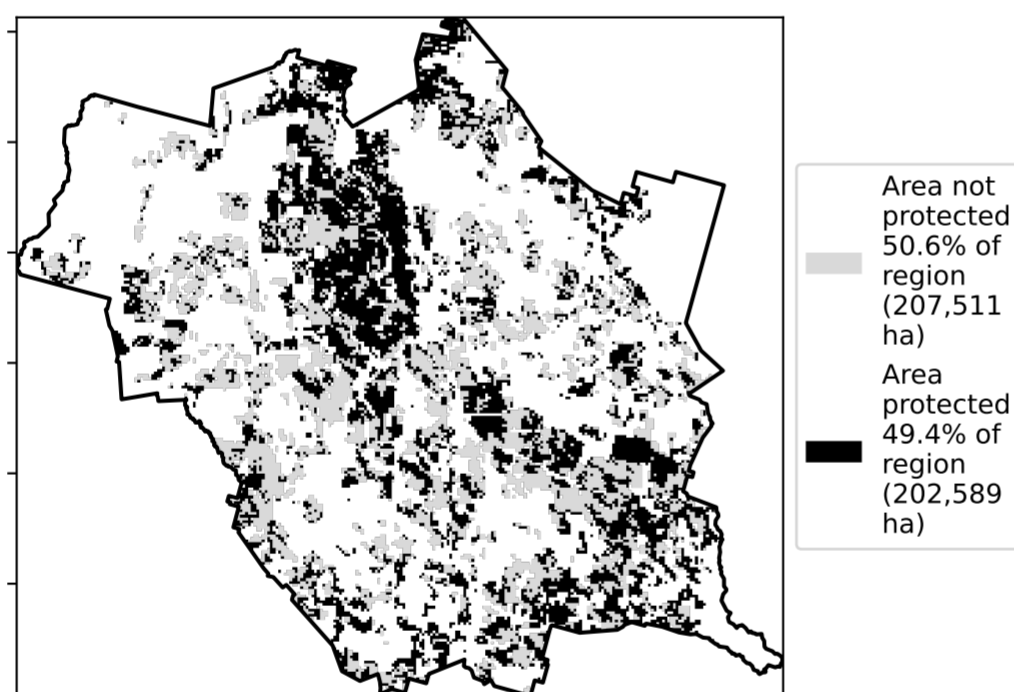 Area not
protected
50.6% of
region
(207,511
ha)
Area
protected
49.4% of
region
(202,589
ha)